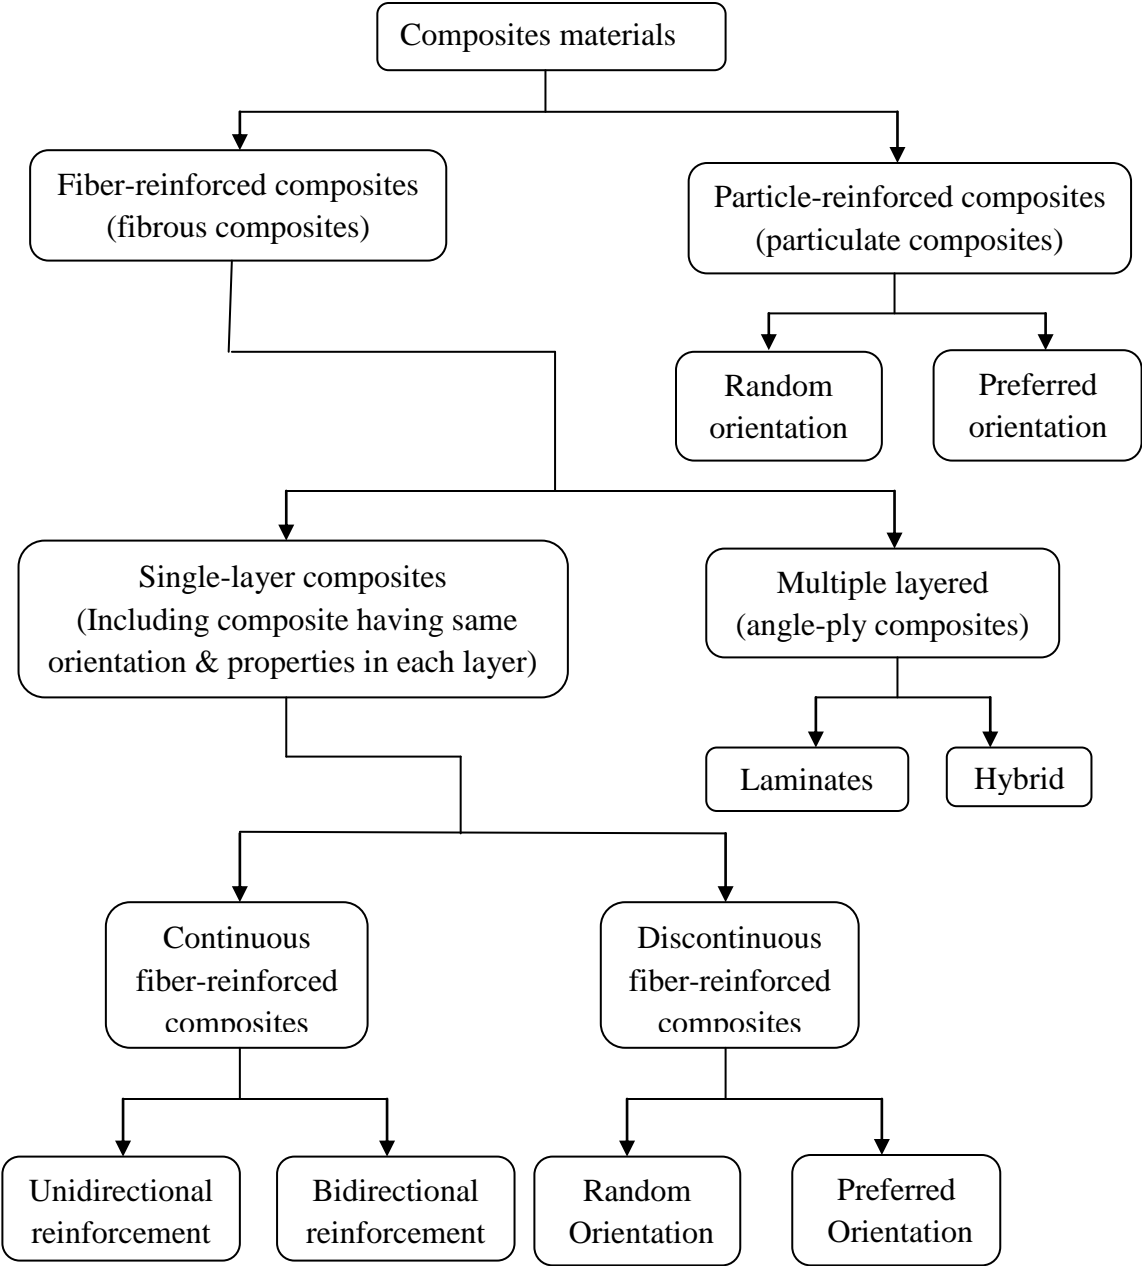 Composites materials
Fiber-reinforced composites
(fibrous composites)
Particle-reinforced composites
(particulate composites)
Random
orientation
Preferred
orientation
Single-layer composites
(Including composite having same
orientation & properties in each layer)
Multiple layered
(angle-ply composites)
Laminates
Hybrid
Continuous
fiber-reinforced
composites
Discontinuous
fiber-reinforced
composites
Unidirectional
reinforcement
Bidirectional
reinforcement
Random
Orientation
Preferred
Orientation